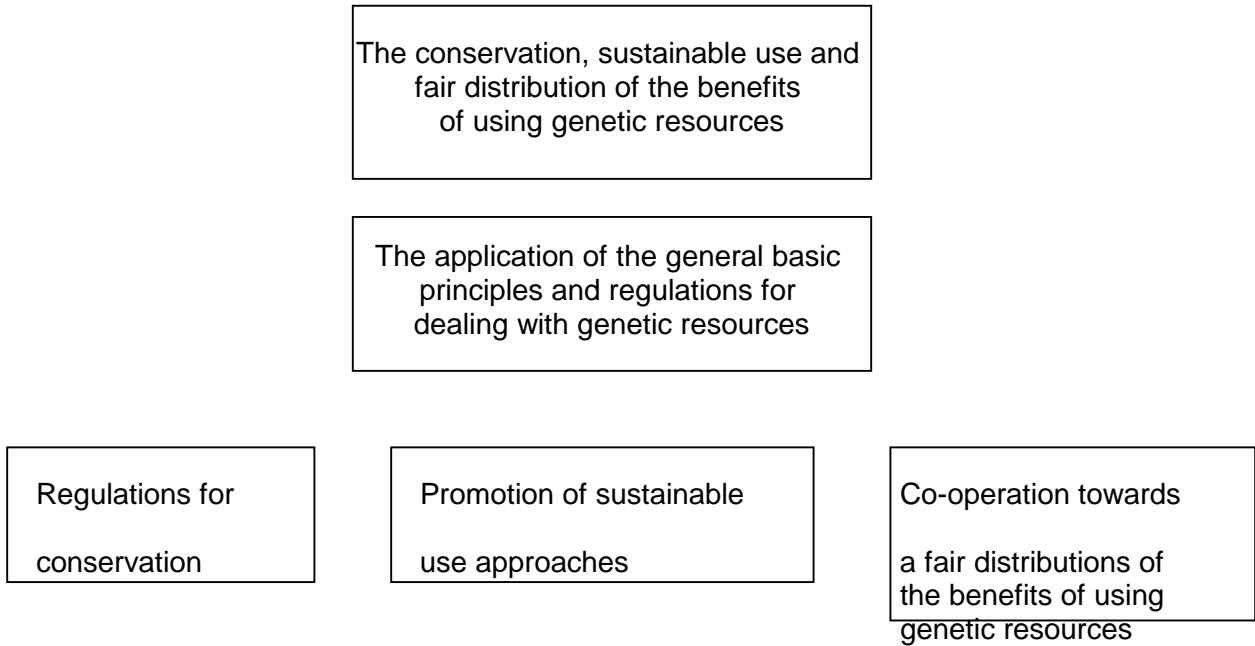 The conservation, sustainable use and
fair distribution of the benefits
of using genetic resources
The application of the general basic
principles and regulations for
dealing with genetic resources
Regulations for
conservation
Promotion of sustainable
use approaches
Co-operation towards
a fair distributions of
the benefits of using
genetic resources